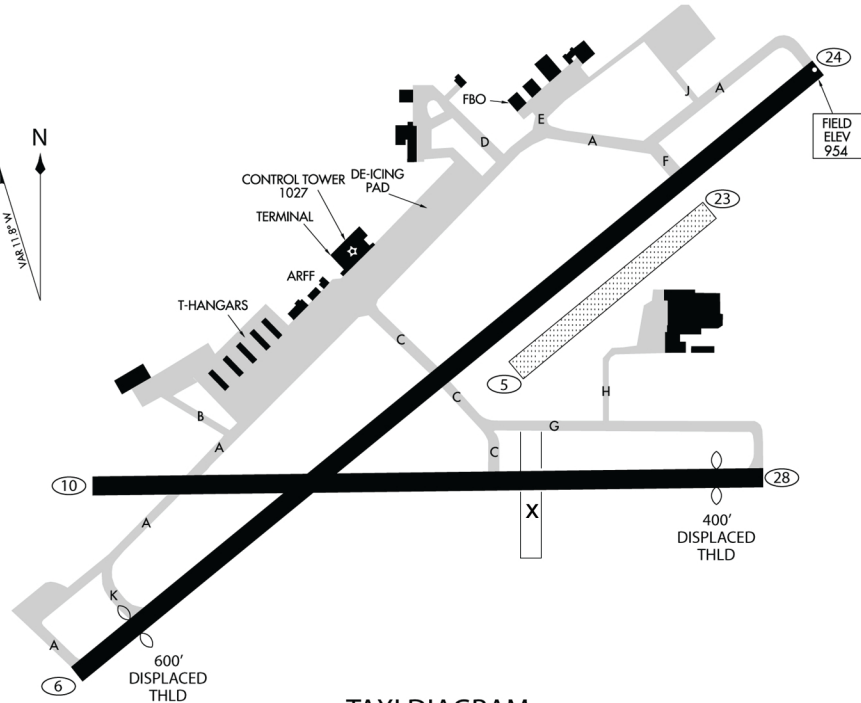 24
A
J
FBO
FIELD
ELEV
954
E
A
D
F
N
CONTROL TOWER
1027
DE-ICING
PAD
TERMINAL
23
VAR 11.8° W
ARFF
T-HANGARS
C
5
C
H
B
G
A
C
10
28
X
A
400'
DISPLACED
THLD
K
A
600'
DISPLACED
THLD
6
TAXI DIAGRAM